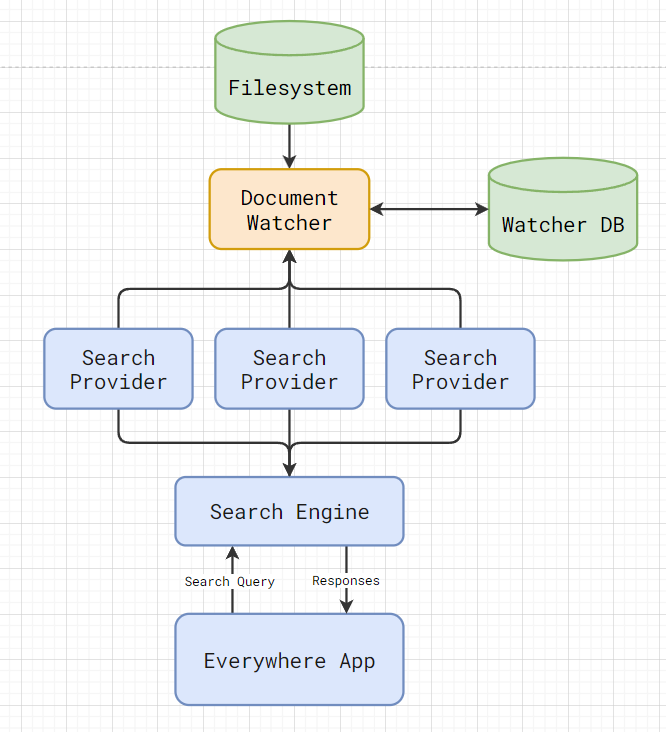 Filesystem
Document
Watcher
Watcher DB
Search
Provider
Search
Provider
Search
Provider
Search Engine
Search Query
Responses
Everywhere App